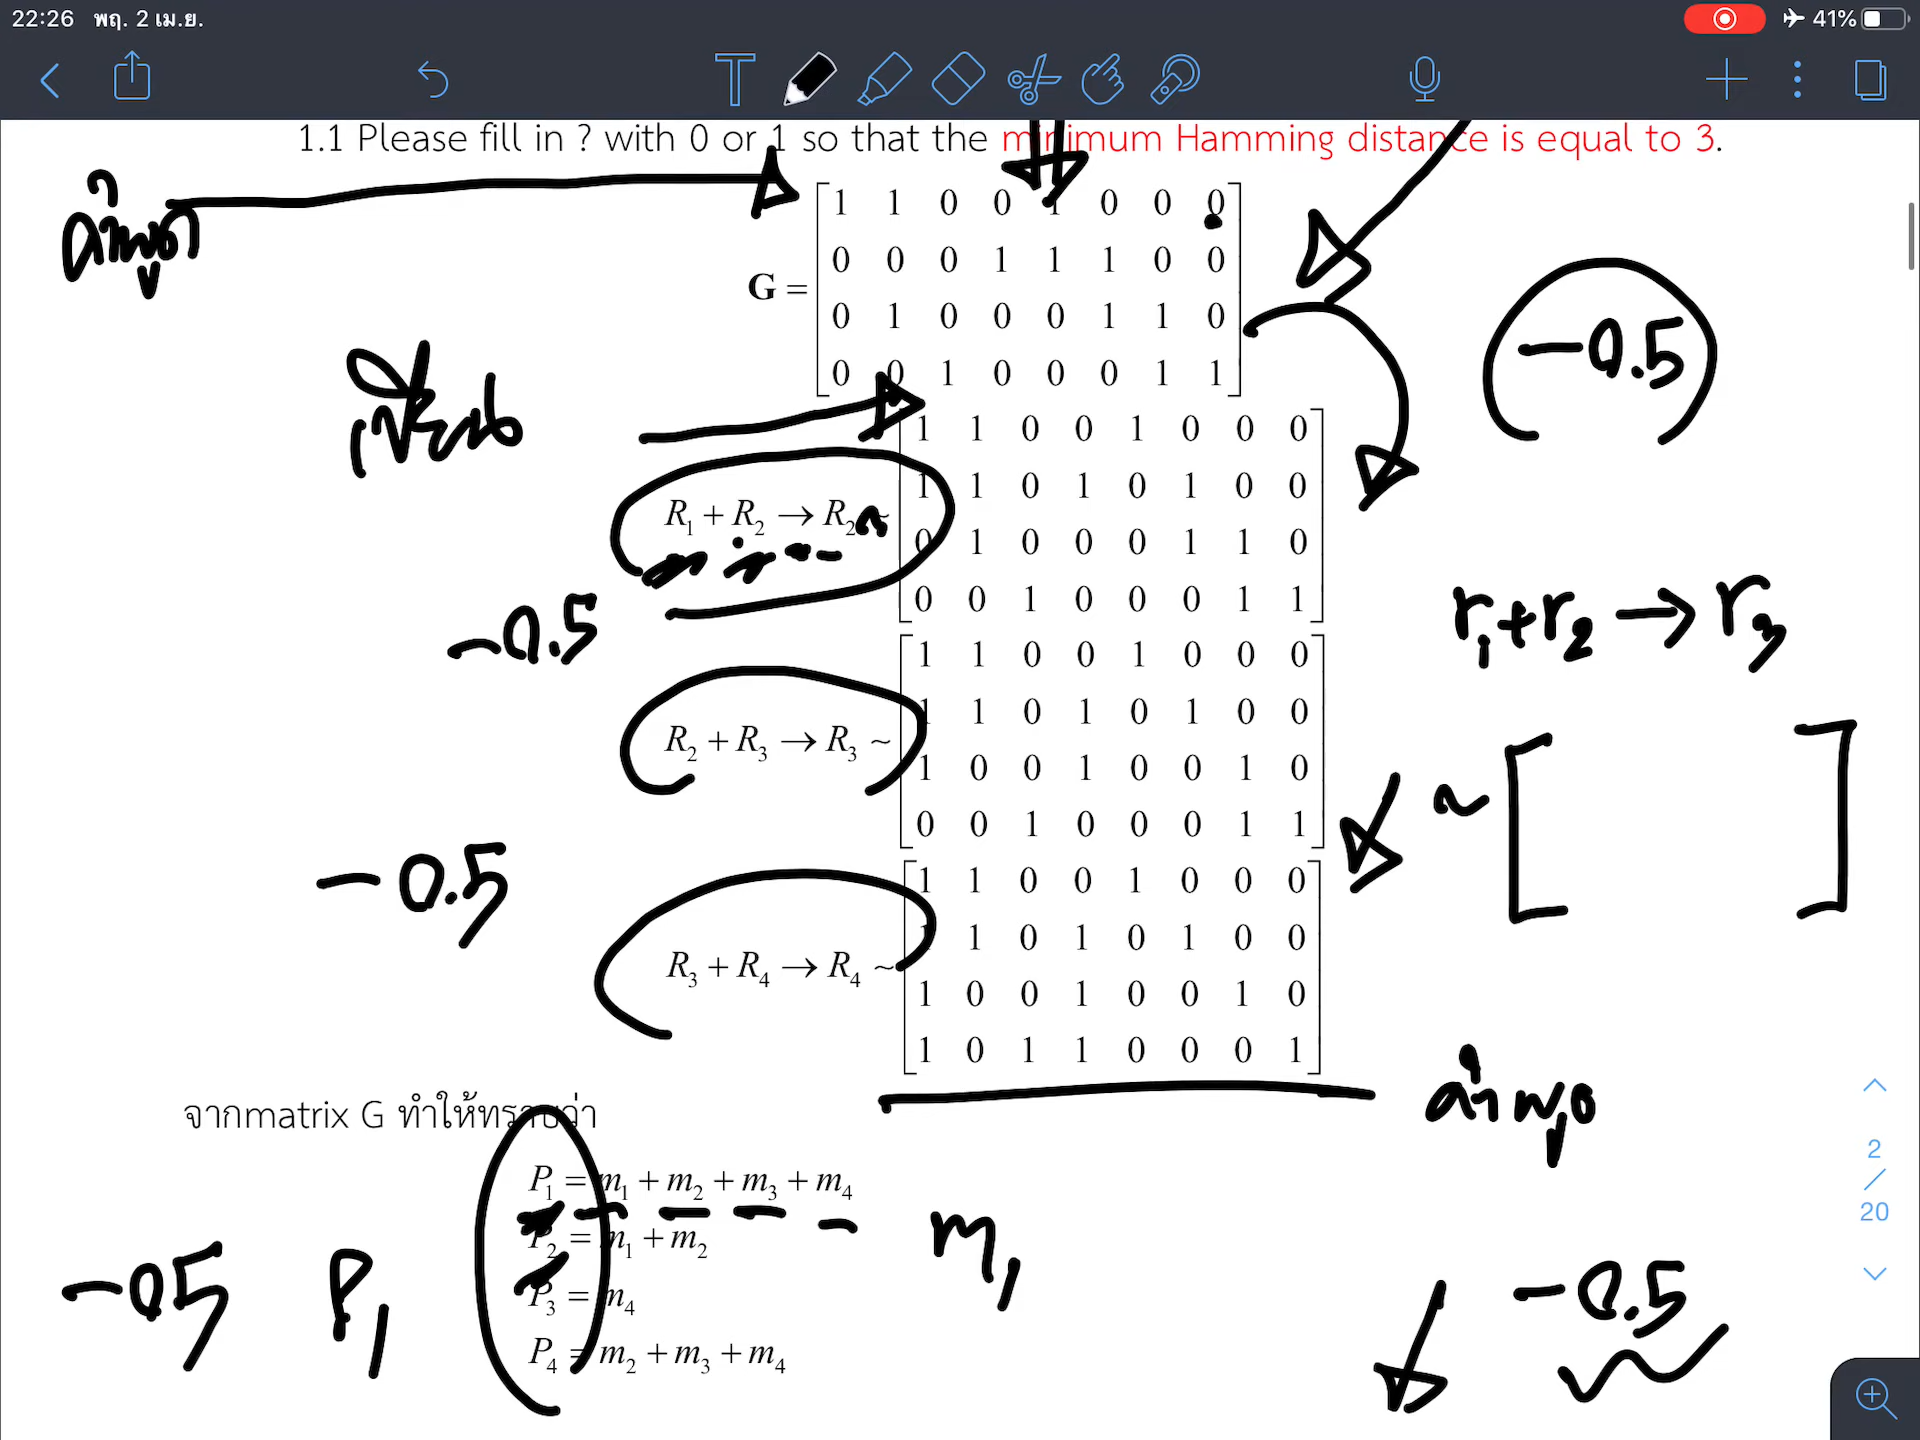 22:26 พฤ. 2 เม.ย.
41%
1.1 Please fill in ? with 0 or 1 so that the minimum Hamming distance is equal to 3.
1 1 0 0 1 0 0 0
0 0 0 1 1 1 0 0
G =
0 1 0 0 0 1 1 0
0 0 1 0 0 0 1 1
-0.5
1 1 0 0 1 0 0 0
1 1 0 1 0 1 0 0
R1 + R2 → R2 ~
0 1 0 0 0 1 1 0
0 0 1 0 0 0 1 1
-0.5
r1+r2 → r3
1 1 0 0 1 0 0 0
1 1 0 1 0 1 0 0
R2 + R3 → R3 ~
1 0 0 1 0 0 1 0
0 0 1 0 0 0 1 1
~ [ ]
-0.5
1 1 0 0 1 0 0 0
1 1 0 1 0 1 0 0
R3 + R4 → R4 ~
1 0 0 1 0 0 1 0
1 0 1 1 0 0 0 1
จากmatrix G ทำให้ทราบว่า
P1 = m1 + m2 + m3 + m4
P2 = m1 + m2
P3 = m4
P4 = m2 + m3 + m4
-05 P1
m1
-0.5
2
/
20